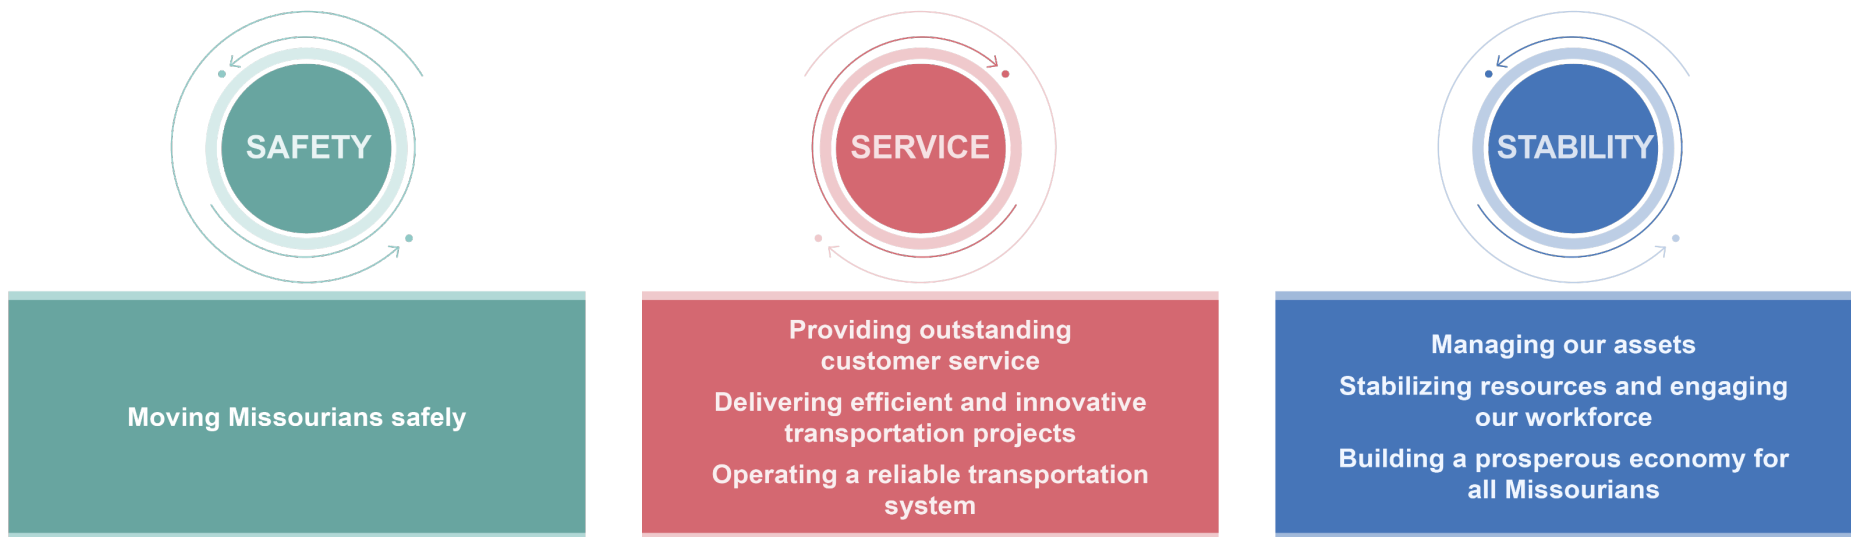 SAFETY
Moving Missourians safely
SERVICE
Providing outstanding
customer service
Delivering efficient and innovative
transportation projects
Operating a reliable transportation
system
STABILITY
Managing our assets
Stabilizing resources and engaging
our workforce
Building a prosperous economy for
all Missourians